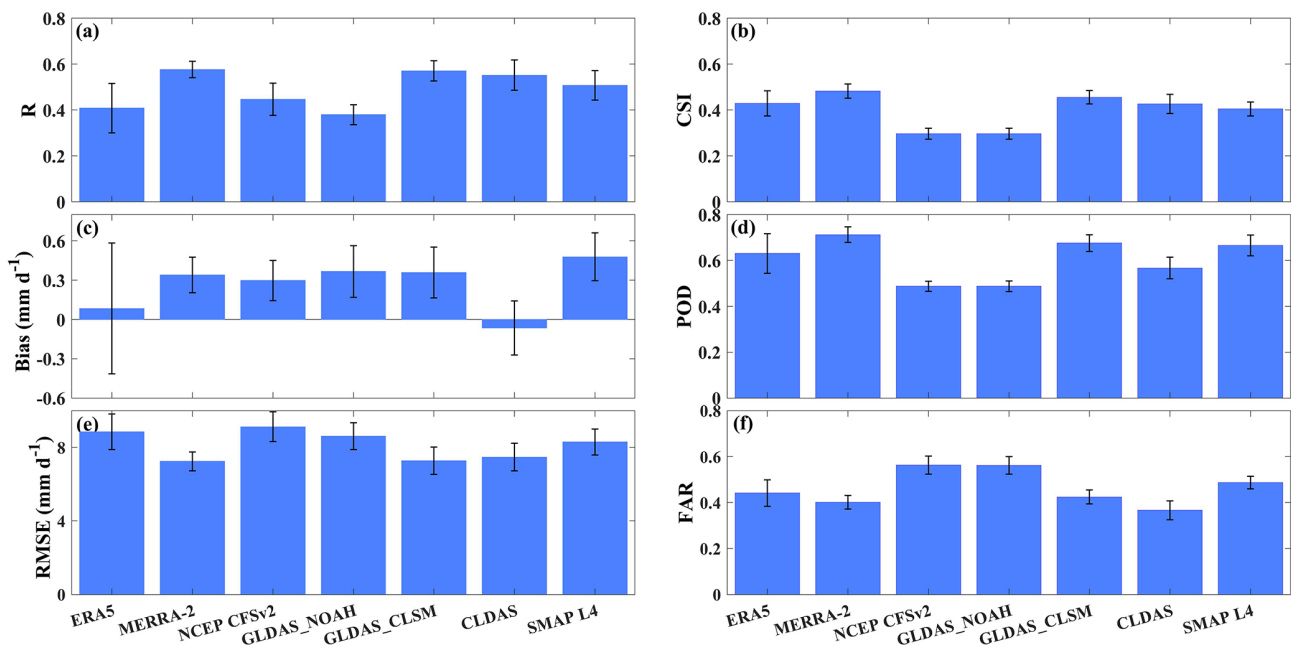 (a)
R
0.8
0.6
0.4
0.2
0
(b)
CSI
0.8
0.6
0.4
0.2
0
(c)
Bias (mm d⁻¹)
0.6
0.3
0
-0.3
-0.6
(d)
POD
0.8
0.6
0.4
0.2
0
(e)
RMSE (mm d⁻¹)
8
4
0
ERA5
MERRA-2
NCEP CFSv2
GLDAS_NOAH
GLDAS_CLSM
CLDAS
SMAP L4
(f)
FAR
0.8
0.6
0.4
0.2
0
ERA5
MERRA-2
NCEP CFSv2
GLDAS_NOAH
GLDAS_CLSM
CLDAS
SMAP L4